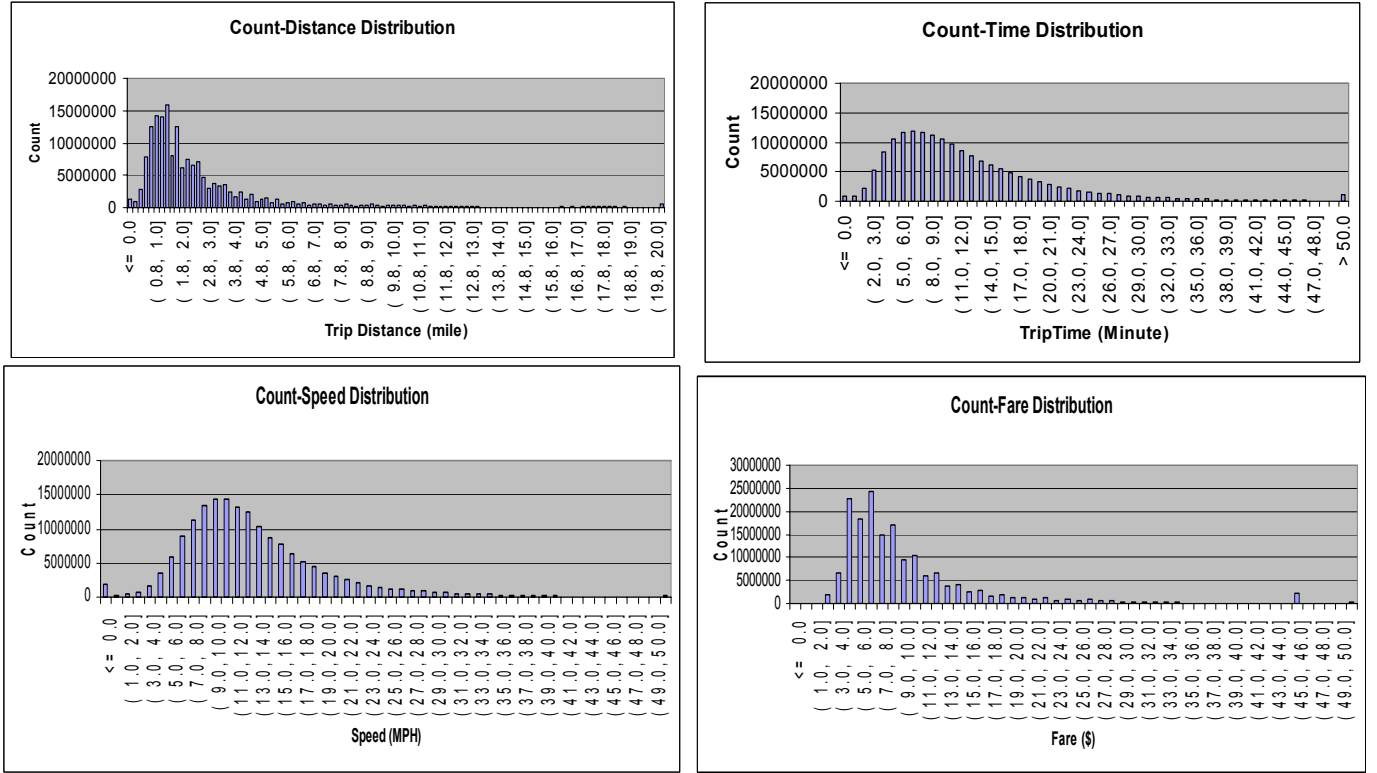 Count-Distance Distribution
Count
20000000
15000000
10000000
5000000
0
<= 0.0
( 0.8, 1.0]
( 1.8, 2.0]
( 2.8, 3.0]
( 3.8, 4.0]
( 4.8, 5.0]
( 5.8, 6.0]
( 6.8, 7.0]
( 7.8, 8.0]
( 8.8, 9.0]
( 9.8, 10.0]
(10.8, 11.0]
(11.8, 12.0]
(12.8, 13.0]
(13.8, 14.0]
(14.8, 15.0]
(15.8, 16.0]
(16.8, 17.0]
(17.8, 18.0]
(18.8, 19.0]
(19.8, 20.0]
Trip Distance (mile)
Count-Time Distribution
Count
20000000
15000000
10000000
5000000
0
<= 0.0
( 2.0, 3.0]
( 5.0, 6.0]
( 8.0, 9.0]
(11.0, 12.0]
(14.0, 15.0]
(17.0, 18.0]
(20.0, 21.0]
(23.0, 24.0]
(26.0, 27.0]
(29.0, 30.0]
(32.0, 33.0]
(35.0, 36.0]
(38.0, 39.0]
(41.0, 42.0]
(44.0, 45.0]
(47.0, 48.0]
> 50.0
TripTime (Minute)
Count-Speed Distribution
Count
20000000
15000000
10000000
5000000
0
<= 0.0
( 1.0, 2.0]
( 3.0, 4.0]
( 5.0, 6.0]
( 7.0, 8.0]
( 9.0, 10.0]
(11.0, 12.0]
(13.0, 14.0]
(15.0, 16.0]
(17.0, 18.0]
(19.0, 20.0]
(21.0, 22.0]
(23.0, 24.0]
(25.0, 26.0]
(27.0, 28.0]
(29.0, 30.0]
(31.0, 32.0]
(33.0, 34.0]
(35.0, 36.0]
(37.0, 38.0]
(39.0, 40.0]
(41.0, 42.0]
(43.0, 44.0]
(45.0, 46.0]
(47.0, 48.0]
(49.0, 50.0]
Speed (MPH)
Count-Fare Distribution
Count
30000000
25000000
20000000
15000000
10000000
5000000
0
<= 0.0
( 1.0, 2.0]
( 3.0, 4.0]
( 5.0, 6.0]
( 7.0, 8.0]
( 9.0, 10.0]
(11.0, 12.0]
(13.0, 14.0]
(15.0, 16.0]
(17.0, 18.0]
(19.0, 20.0]
(21.0, 22.0]
(23.0, 24.0]
(25.0, 26.0]
(27.0, 28.0]
(29.0, 30.0]
(31.0, 32.0]
(33.0, 34.0]
(35.0, 36.0]
(37.0, 38.0]
(39.0, 40.0]
(41.0, 42.0]
(43.0, 44.0]
(45.0, 46.0]
(47.0, 48.0]
(49.0, 50.0]
Fare ($)